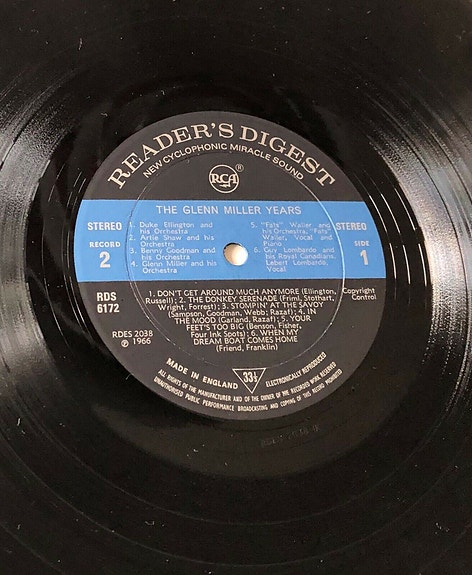 READER'S DIGEST
NEW CYCLOPHONIC MIRACLE SOUND
RCA ®
THE GLENN MILLER YEARS
STEREO
RECORD
2
1. Duke Ellington and
his Orchestra
2. Artie Shaw and his
Orchestra
3. Benny Goodman and
his Orchestra
4. Glenn Miller and his
Orchestra
5. "Fats" Waller and
his Orchestra, "Fats"
Waller, Vocal and
Piano
6. Guy Lombardo and
his Royal Canadians,
Lebert Lombardo,
Vocal
STEREO
SIDE
1
RDS
6172
RDES 2038
℗ 1966
1. DON'T GET AROUND MUCH ANYMORE (Ellington,
Russell); 2. THE DONKEY SERENADE (Friml, Stothart,
Wright, Forrest); 3. STOMPIN' AT THE SAVOY
(Sampson, Goodman, Webb; Razaf); 4. IN
THE MOOD (Garland, Razaf); 5. YOUR
FEET'S TOO BIG (Benson, Fisher,
Four Ink Spots); 6. WHEN MY
DREAM BOAT COMES HOME
(Friend, Franklin)
Copyright
Control
MADE IN ENGLAND
33⅓
ELECTRONICALLY REPRODUCED
ALL RIGHTS OF THE MANUFACTURER AND OF THE OWNER OF THE RECORDED WORK RESERVED
UNAUTHORISED PUBLIC PERFORMANCE BROADCASTING AND COPYING OF THIS RECORD PROHIBITED